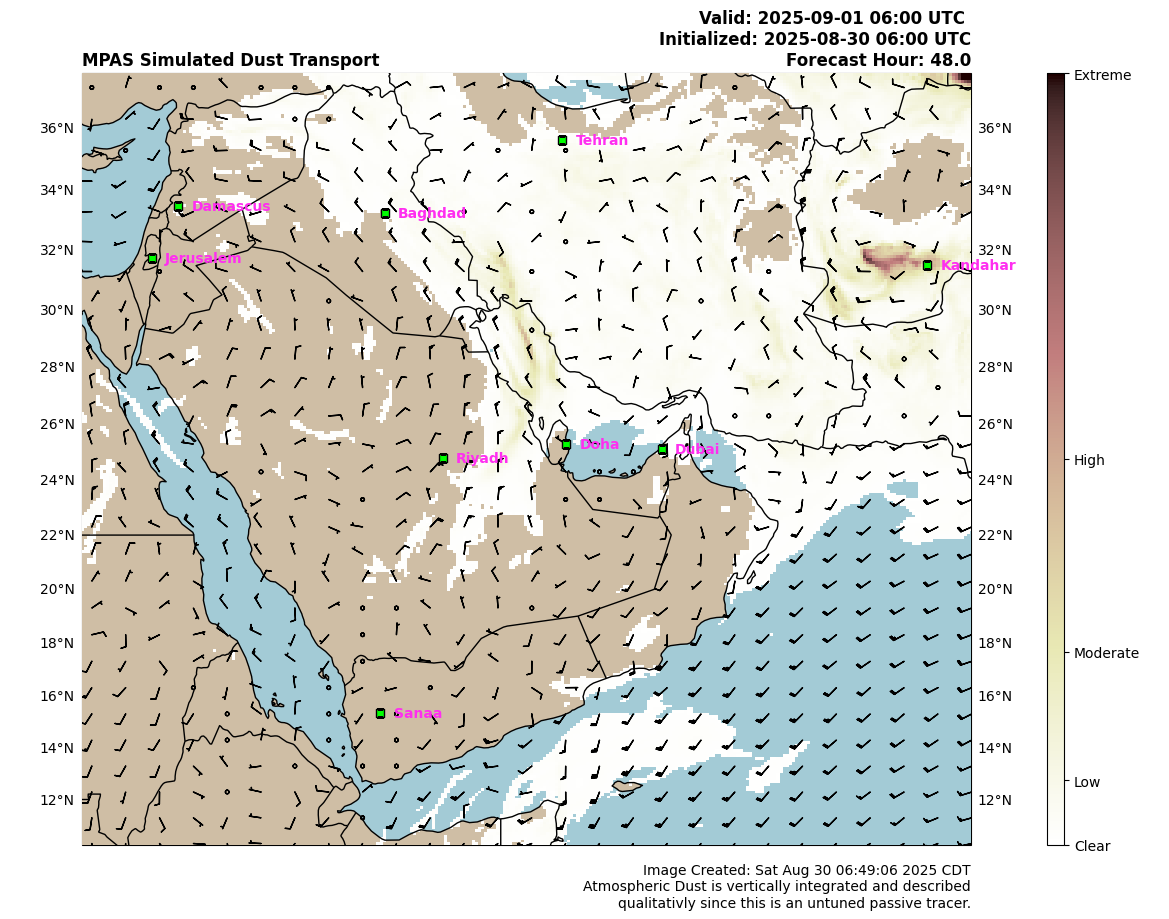 Valid: 2025-09-01 06:00 UTC
Initialized: 2025-08-30 06:00 UTC
MPAS Simulated Dust Transport
Forecast Hour: 48.0
Extreme
36°N
36°N
Tehran
34°N
34°N
Damascus
Baghdad
32°N
32°N
Jerusalem
Kandahar
30°N
30°N
28°N
28°N
26°N
26°N
Doha
Dubai
Riyadh
High
24°N
24°N
22°N
22°N
20°N
20°N
18°N
18°N
Moderate
16°N
16°N
Sanaa
14°N
14°N
Low
12°N
12°N
Clear
Image Created: Sat Aug 30 06:49:06 2025 CDT
Atmospheric Dust is vertically integrated and described
qualitativly since this is an untuned passive tracer.